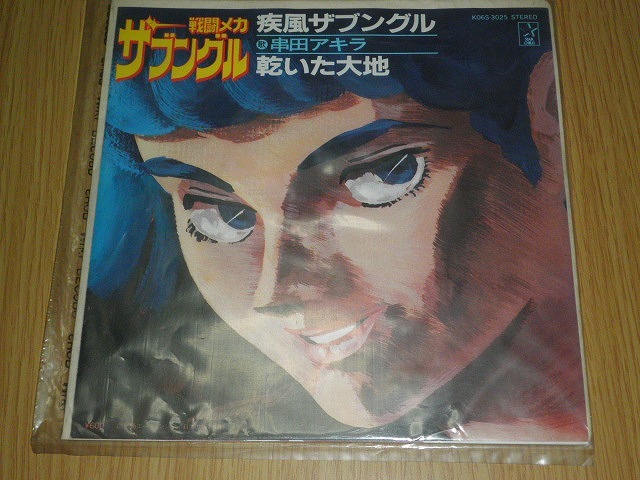 戦闘メカ
ザブングル
疾風ザブングル
歌 串田アキラ
乾いた大地
K06S-3025 STEREO